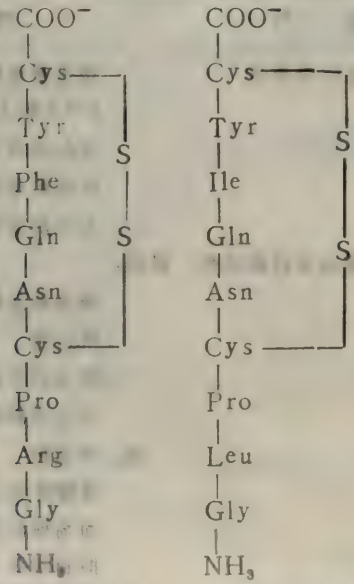 COO⁻ COO⁻
Cys Cys
Tyr Tyr
S S
Phe Ile
Gln S Gln S
Asn Asn
Cys Cys
Pro Pro
Arg Leu
Gly Gly
NH₃ NH₃